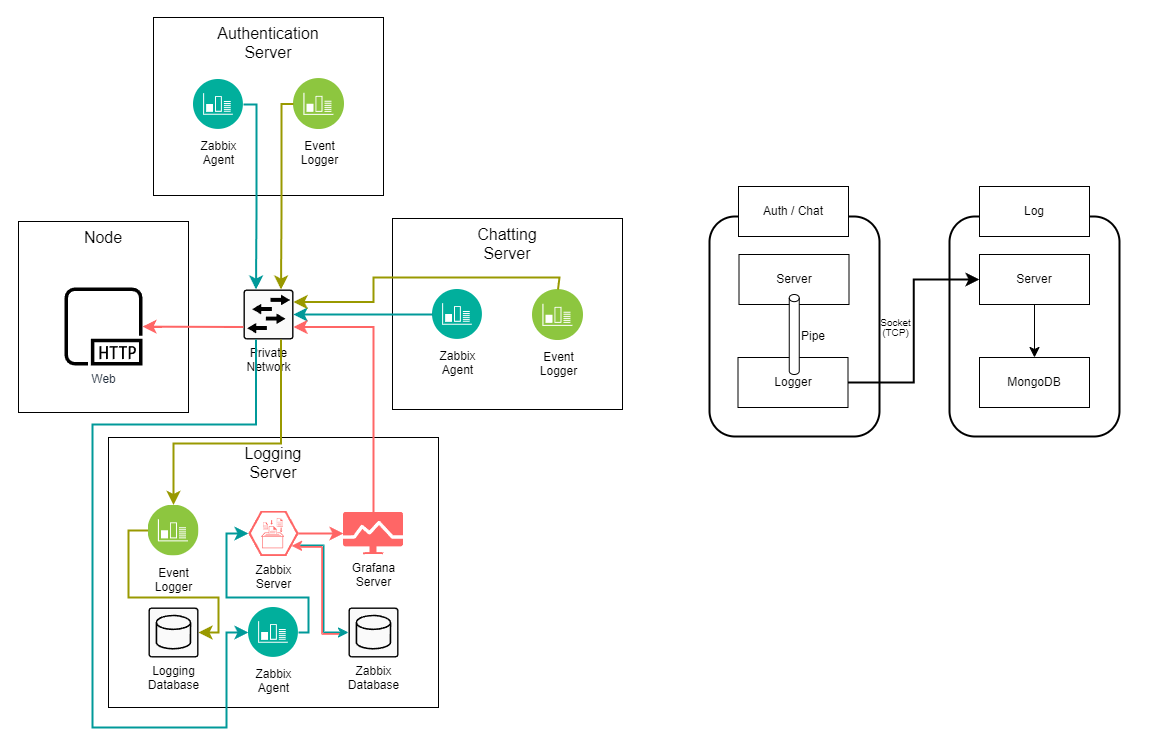 Authentication
Server
Zabbix
Agent
Event
Logger
Node
HTTP
Web
Private
Network
Chatting
Server
Zabbix
Agent
Event
Logger
Logging
Server
Event
Logger
Zabbix
Server
Grafana
Server
Logging
Database
Zabbix
Agent
Zabbix
Database
Auth / Chat
Server
Pipe
Logger
Socket
(TCP)
Log
Server
MongoDB